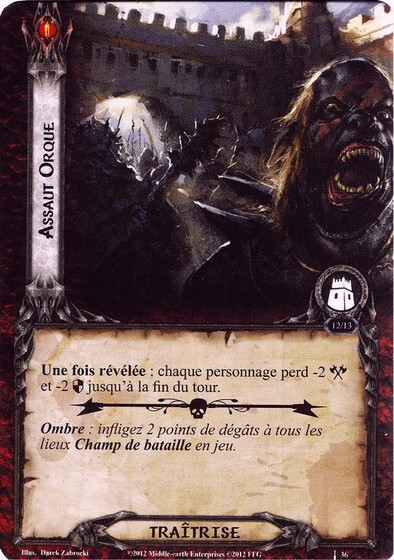 Assaut Orque
12/13
Une fois révélée : chaque personnage perd -2
et -2 jusqu'à la fin du tour.
Ombre : infligez 2 points de dégâts à tous les
lieux Champ de bataille en jeu.
TRAÎTRISE
Illus. Darek Zabrocki ©2012 Middle-earth Enterprises ©2012 FFG 36